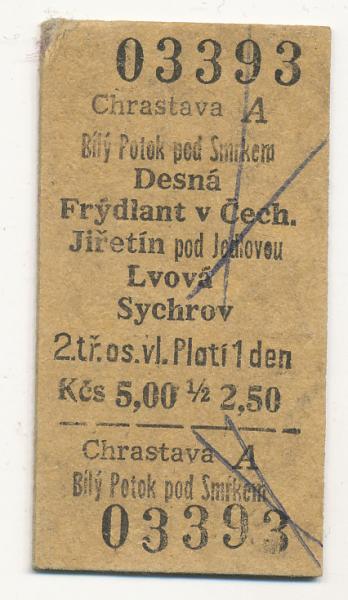 03393
Chrastava A
Bílý Potok pod Smrkem
Desná
Frýdlant v Čech.
Jiřetín pod Jedlovou
Lvová
Sychrov
2.tř.os.vl. Platí 1 den
Kčs 5,00 ½ 2,50
Chrastava A
Bílý Potok pod Smrkem
03393